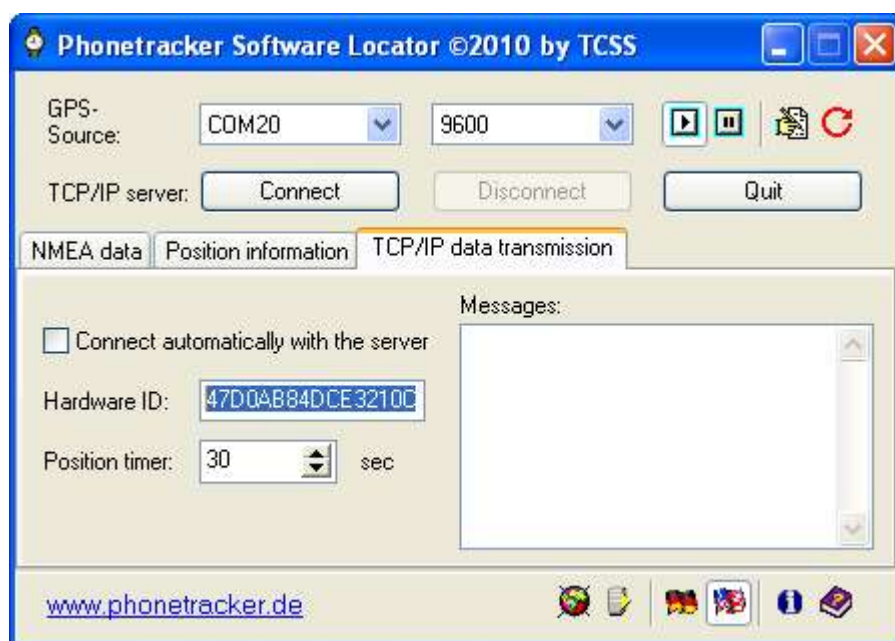 Phonetracker Software Locator ©2010 by TCSS
GPS-
Source:
COM20
9600
TCP/IP server:
Connect
Disconnect
Quit
NMEA data
Position information
TCP/IP data transmission
Messages:
Connect automatically with the server
Hardware ID:
47D0AB84DCE3210C
Position timer:
30
sec
www.phonetracker.de